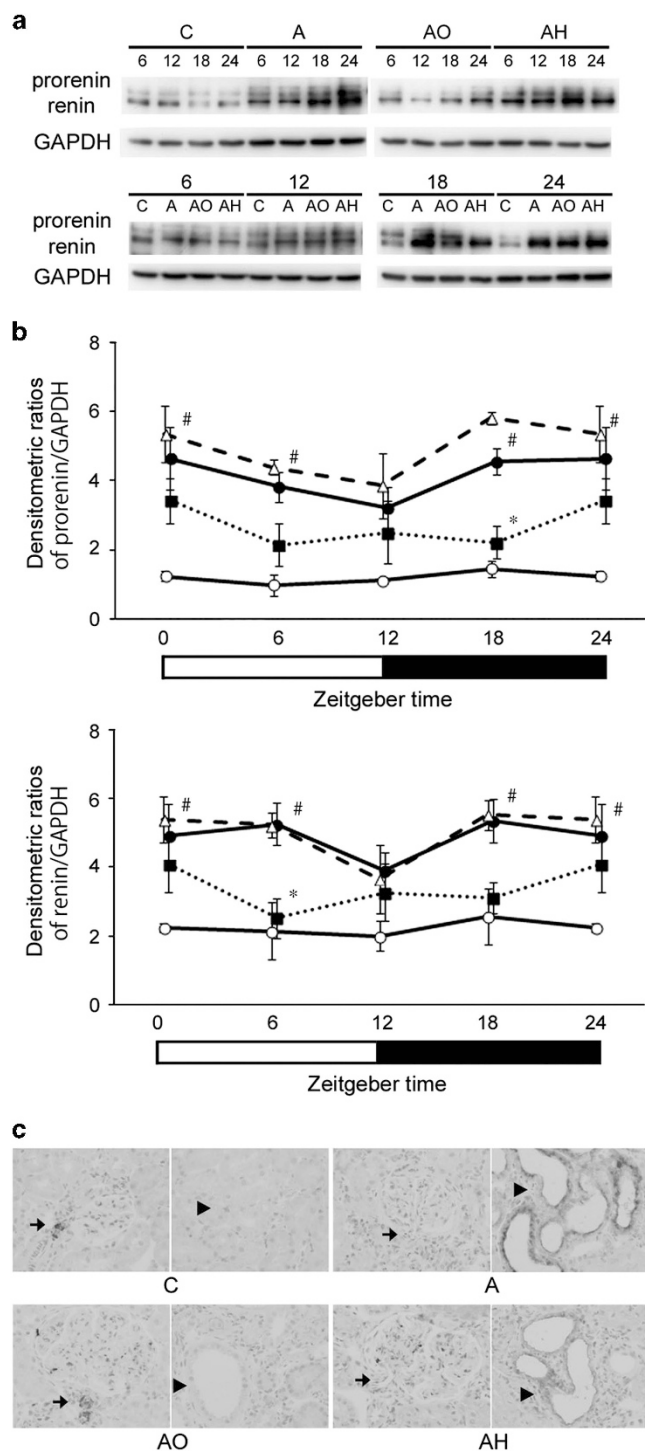 a
C A AO AH
6 12 18 24 6 12 18 24 6 12 18 24 6 12 18 24
prorenin
renin
GAPDH
6 12 18 24
C A AO AH C A AO AH C A AO AH C A AO AH
prorenin
renin
GAPDH
b
Densitometric ratios
of prorenin/GAPDH
8
6
4
2
0
# # # #
*
0 6 12 18 24
Zeitgeber time
Densitometric ratios
of renin/GAPDH
8
6
4
2
0
# # # #
*
0 6 12 18 24
Zeitgeber time
c
C A
AO AH